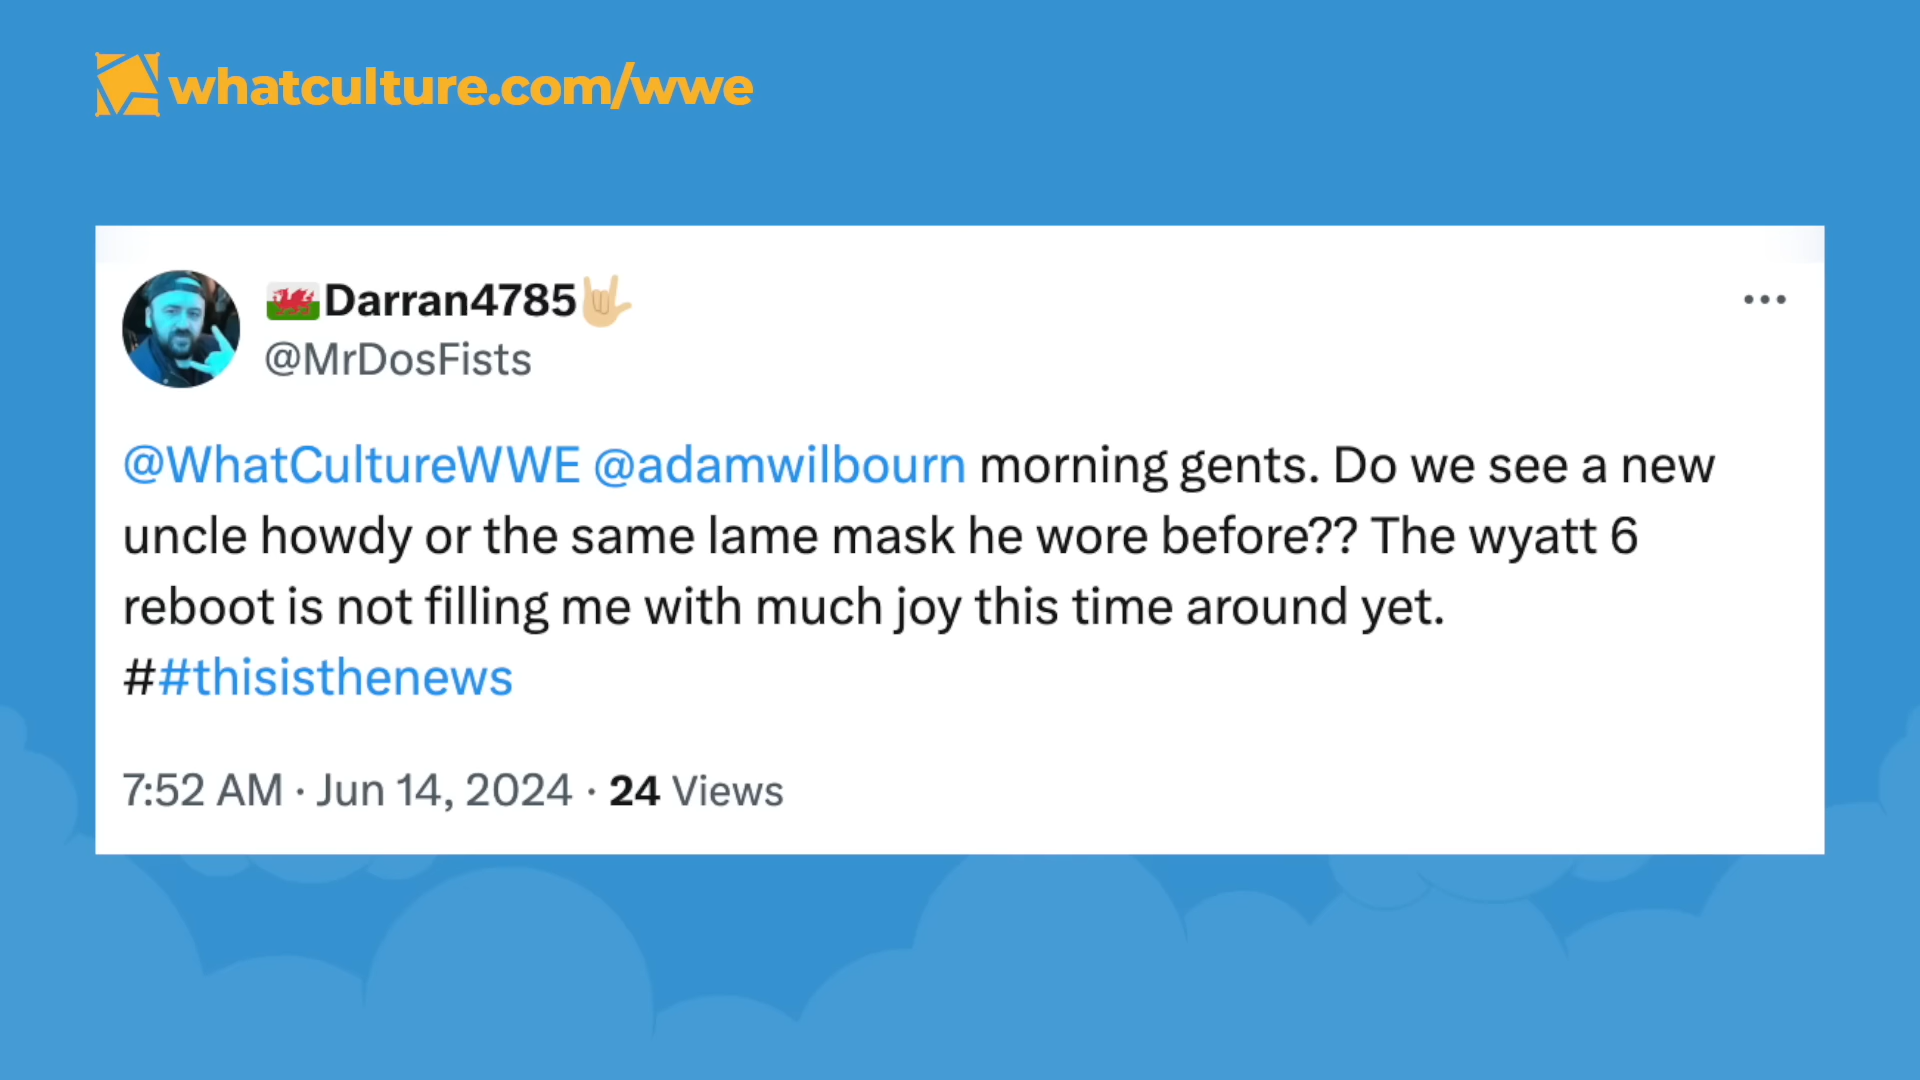 whatculture.com/wwe
🏴󠁧󠁢󠁷󠁬󠁳󠁿Darran4785🤟🏼
@MrDosFists
@WhatCultureWWE @adamwilbourn morning gents. Do we see a new
uncle howdy or the same lame mask he wore before?? The wyatt 6
reboot is not filling me with much joy this time around yet.
##thisisthenews
7:52 AM · Jun 14, 2024 · 24 Views